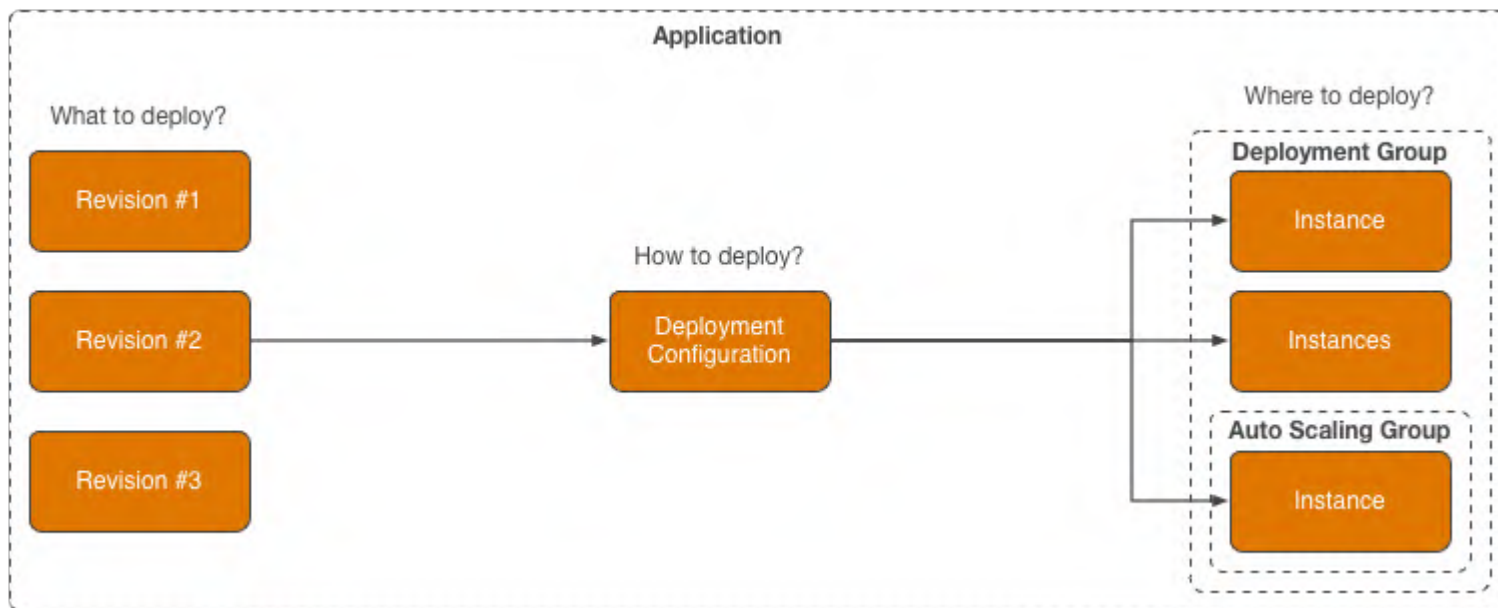 Application
What to deploy?
Revision #1
Revision #2
Revision #3
How to deploy?
Deployment
Configuration
Where to deploy?
Deployment Group
Instance
Instances
Auto Scaling Group
Instance